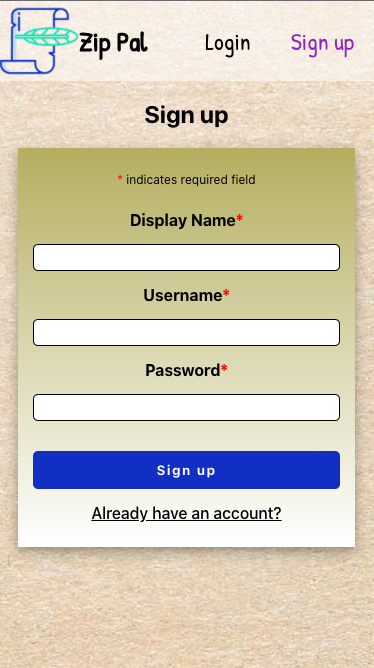 Zip Pal Login Sign up
Sign up
* indicates required field
Display Name*
Username*
Password*
Sign up
Already have an account?